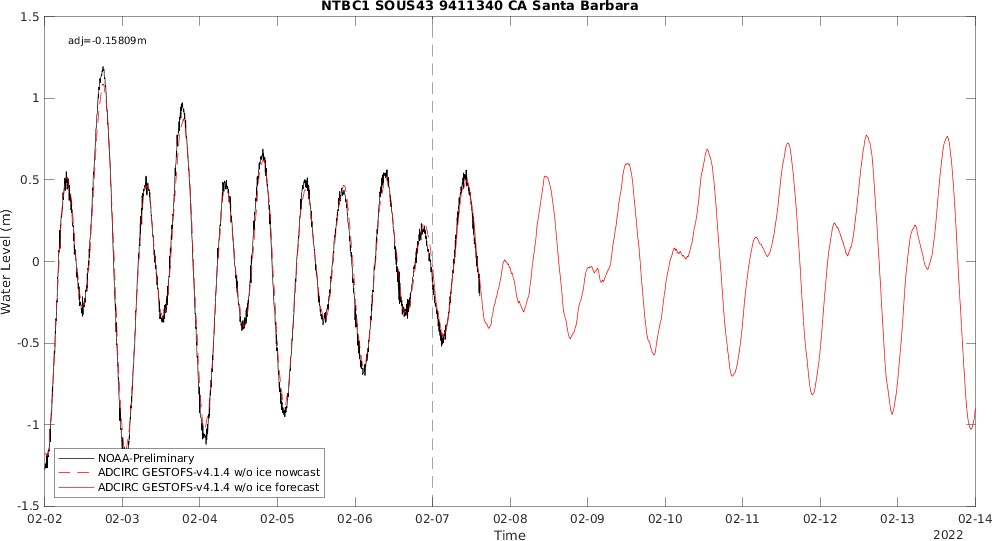 NTBC1 SOUS43 9411340 CA Santa Barbara
1.5
adj=-0.15809m
1
0.5
0
-0.5
-1
-1.5
Water Level (m)
NOAA-Preliminary
ADCIRC GESTOFS-v4.1.4 w/o ice nowcast
ADCIRC GESTOFS-v4.1.4 w/o ice forecast
02-02 02-03 02-04 02-05 02-06 02-07 02-08 02-09 02-10 02-11 02-12 02-13 02-14
Time
2022